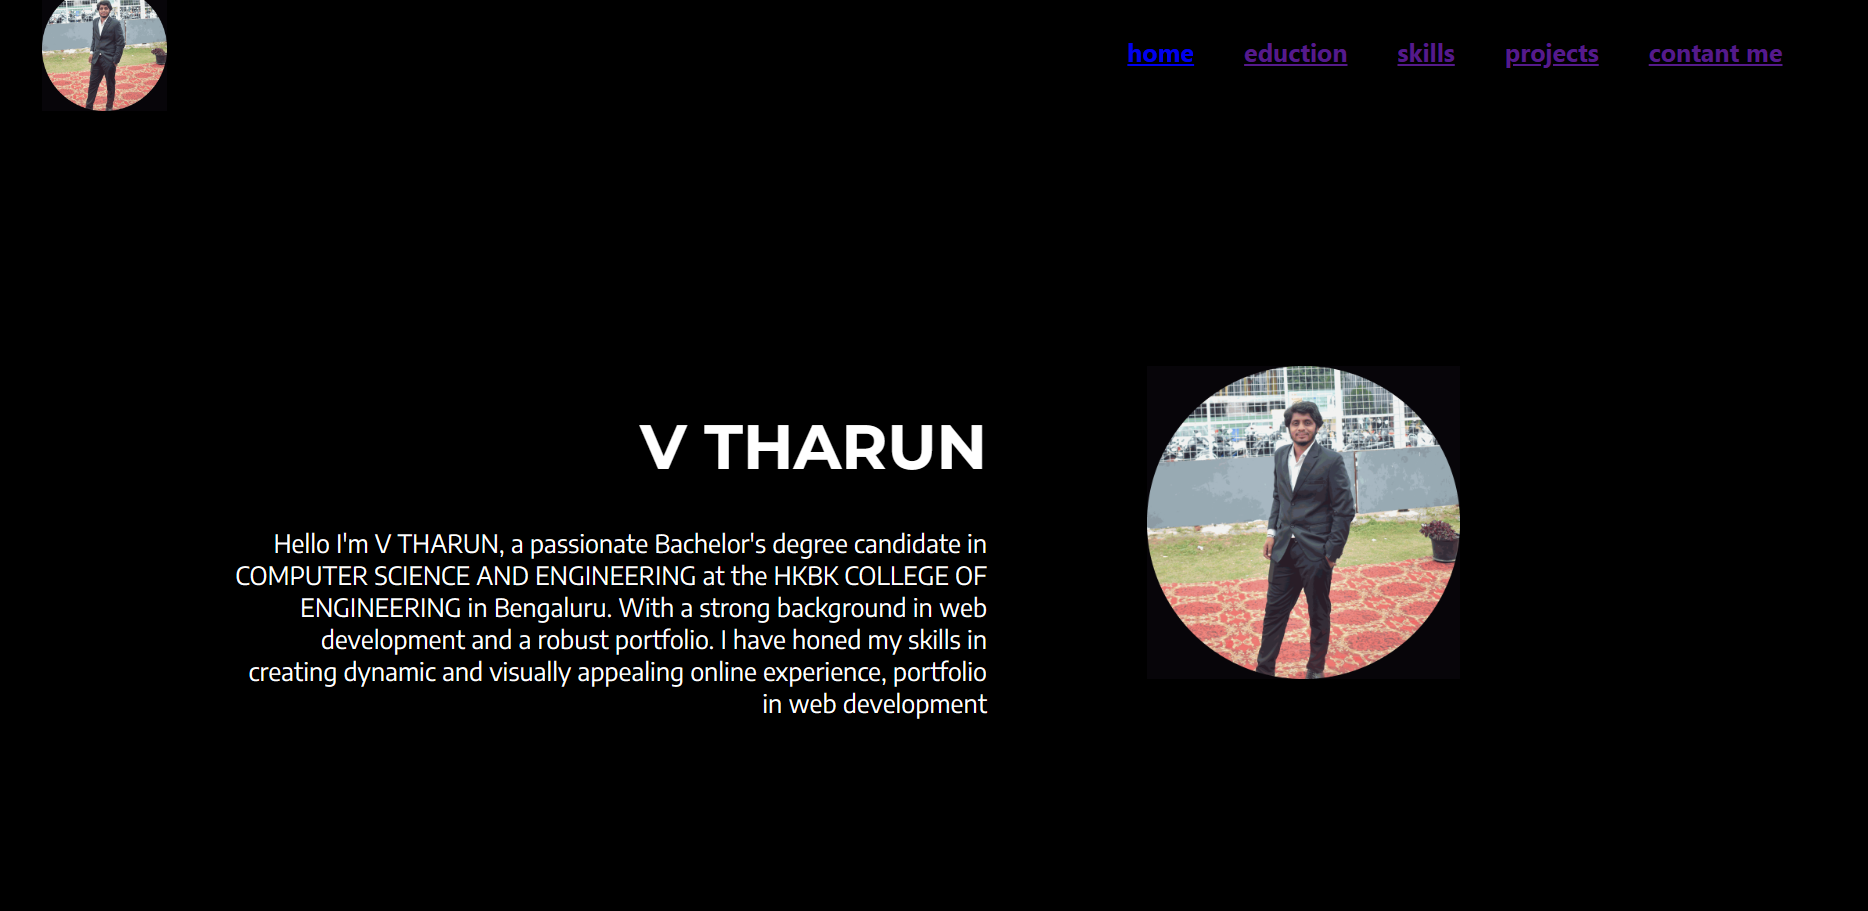 home eduction skills projects contant me
V THARUN
Hello I'm V THARUN, a passionate Bachelor's degree candidate in
COMPUTER SCIENCE AND ENGINEERING at the HKBK COLLEGE OF
ENGINEERING in Bengaluru. With a strong background in web
development and a robust portfolio. I have honed my skills in
creating dynamic and visually appealing online experience, portfolio
in web development